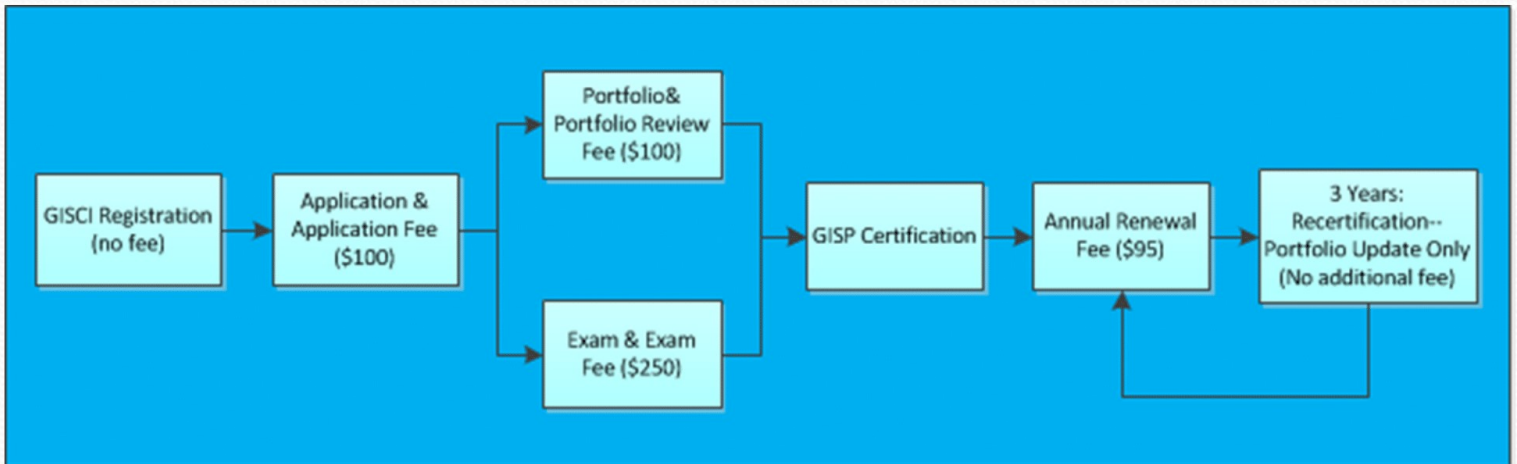 GISCI Registration
(no fee)
Application &
Application Fee
($100)
Portfolio&
Portfolio Review
Fee ($100)
Exam & Exam
Fee ($250)
GISP Certification
Annual Renewal
Fee ($95)
3 Years:
Recertification--
Portfolio Update Only
(No additional fee)